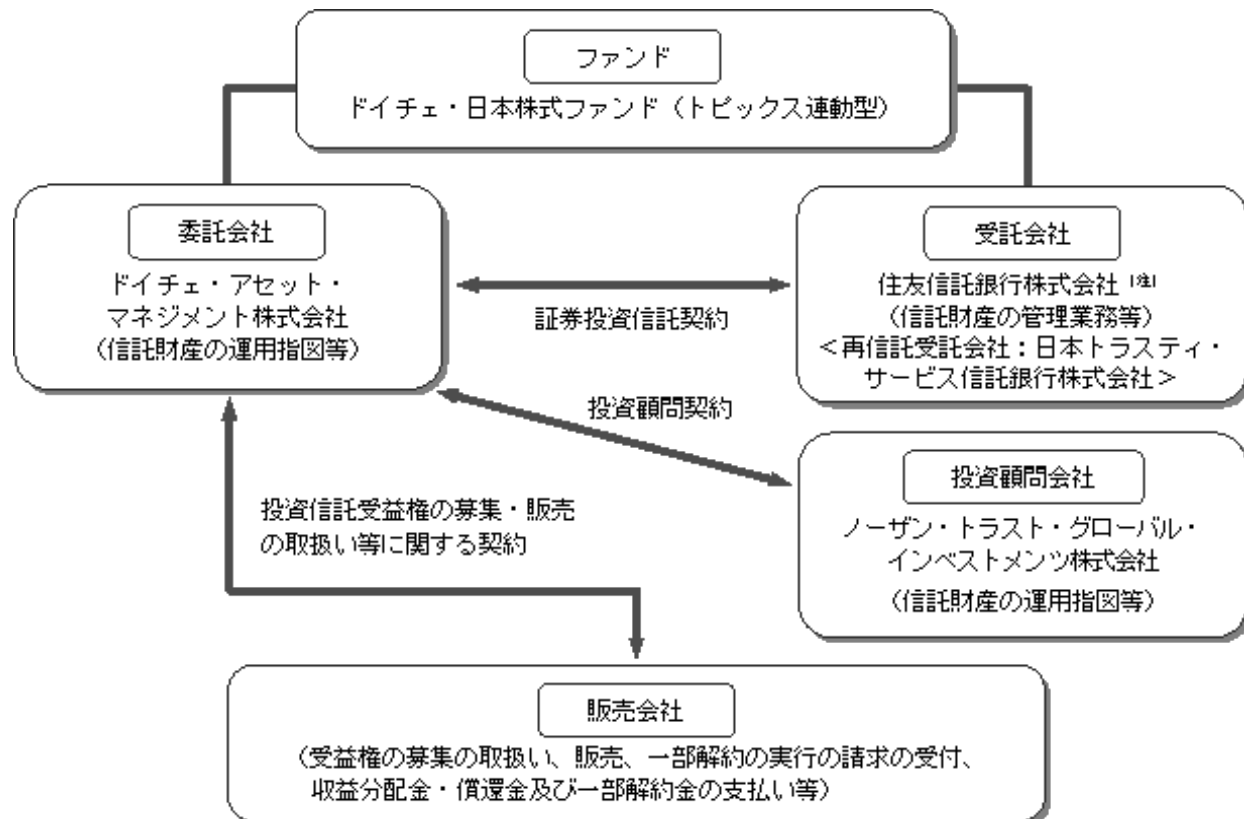 ファンド
ドイチェ・日本株式ファンド（トピックス連動型）
委託会社
ドイチェ・アセット・
マネジメント株式会社
（信託財産の運用指図等）
証券投資信託契約
受託会社
住友信託銀行株式会社（注）
（信託財産の管理業務等）
＜再信託受託会社：日本トラスティ・
サービス信託銀行株式会社＞
投資顧問契約
投資顧問会社
ノーザン・トラスト・グローバル・
インベストメンツ株式会社
（信託財産の運用指図等）
投資信託受益権の募集・販売
の取扱い等に関する契約
販売会社
（受益権の募集の取扱い、販売、一部解約の実行の請求の受付、
収益分配金・償還金及び一部解約金の支払い等）